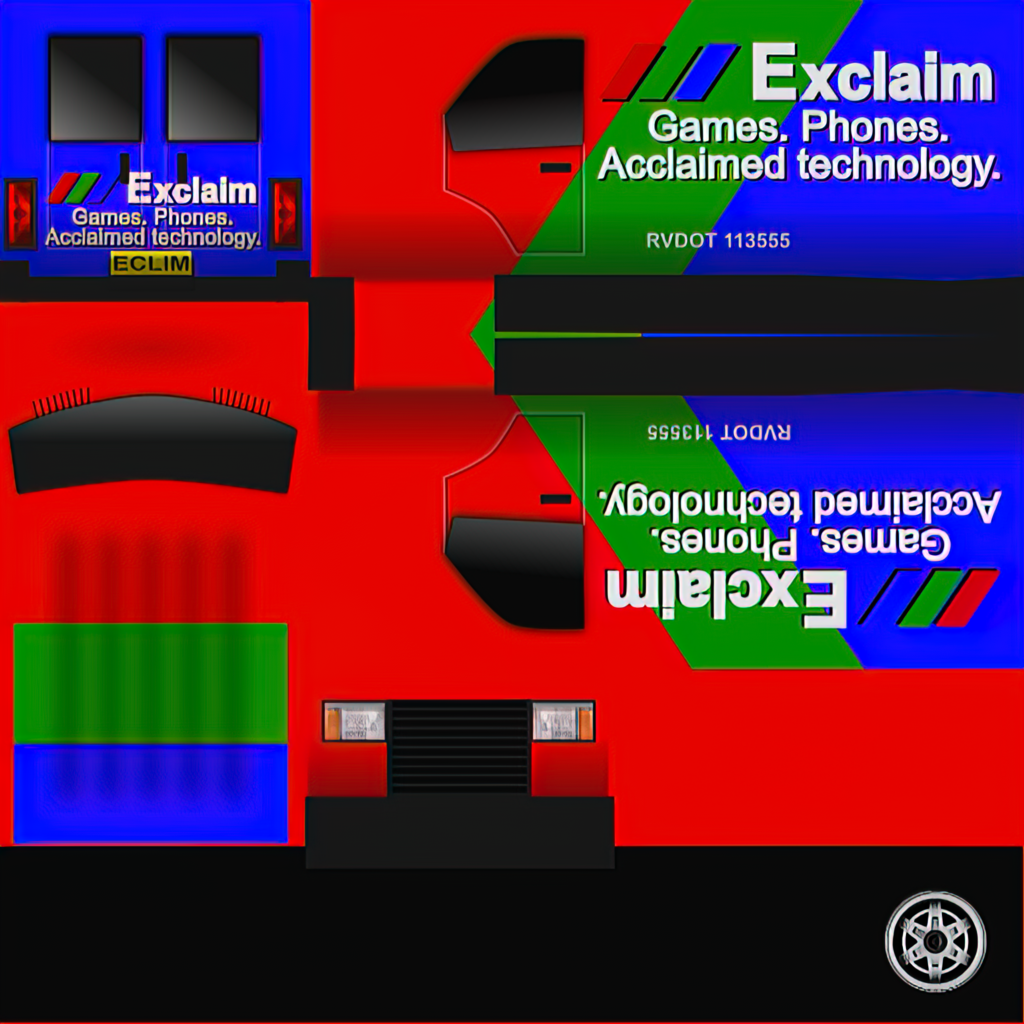 Exclaim
Games. Phones.
Acclaimed technology.
RVDOT 113555
Exclaim
Games. Phones.
Acclaimed technology.
ECLIM
RVDOT 113555
Acclaimed technology.
Games. Phones.
Exclaim